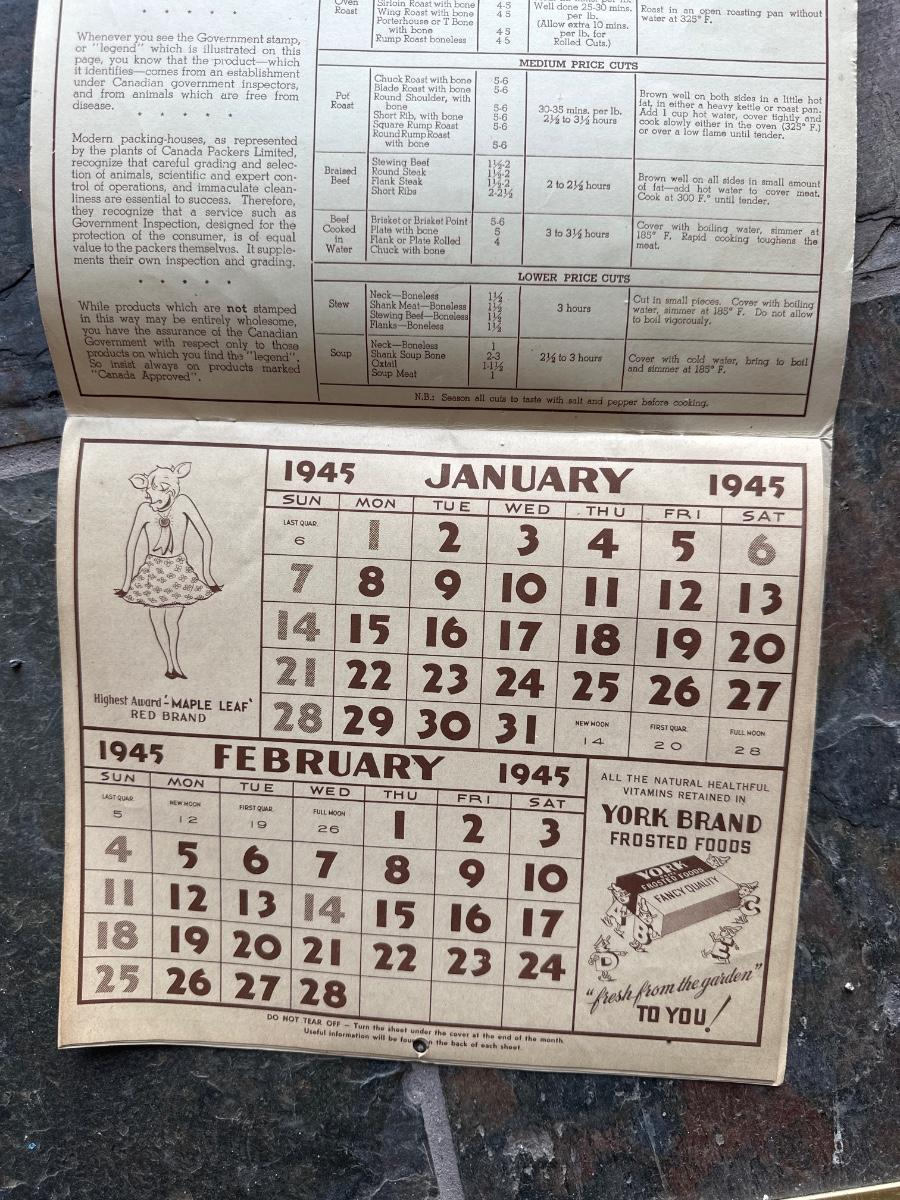 * * * * *
Whenever you see the Government stamp,
or "legend" which is illustrated on this
page, you know that the product—which
it identifies—comes from an establishment
under Canadian government inspectors,
and from animals which are free from
disease.
* * * * *
Modern packing-houses, as represented
by the plants of Canada Packers Limited,
recognize that careful grading and selec-
tion of animals, scientific and expert con-
trol of operations, and immaculate clean-
liness are essential to success. Therefore,
they recognize that a service such as
Government Inspection, designed for the
protection of the consumer, is of equal
value to the packers themselves. It supple-
ments their own inspection and grading.
* * * * *
While products which are not stamped
in this way may be entirely wholesome,
you have the assurance of the Canadian
Government with respect only to those
products on which you find the "legend".
So insist always on products marked
"Canada Approved".
Oven
Roast
Sirloin Roast with bone 4-5
Wing Roast with bone 4 5
Porterhouse or T Bone
with bone 4 5
Rump Roast boneless 4 5
Well done 25-30 mins.
per lb.
(Allow extra 10 mins.
per lb. for
Rolled Cuts.)
Roast in an open roasting pan without
water at 325° F.
MEDIUM PRICE CUTS
Pot
Roast
Chuck Roast with bone 5-6
Blade Roast with bone 5-6
Round Shoulder, with
bone 5-6
Short Rib, with bone 5-6
Square Rump Roast 5-6
Round Rump Roast
with bone 5-6
30-35 mins. per lb.
2½ to 3½ hours
Brown well on both sides in a little hot
fat, in either a heavy kettle or roast pan.
Add 1 cup hot water, cover tightly and
cook slowly either in the oven (325° F.)
or over a low flame until tender.
Braised
Beef
Stewing Beef 1½-2
Round Steak 1½-2
Flank Steak 1½-2
Short Ribs 2-2½
2 to 2½ hours
Brown well on all sides in small amount
of fat—add hot water to cover meat.
Cook at 300 F.° until tender.
Beef
Cooked
in
Water
Brisket or Brisket Point 5-6
Plate with bone 5
Flank or Plate Rolled 4
Chuck with bone
3 to 3½ hours
Cover with boiling water, simmer at
185° F. Rapid cooking toughens the
meat.
LOWER PRICE CUTS
Stew
Neck—Boneless 1½
Shank Meat—Boneless 1½
Stewing Beef—Boneless 1½
Flanks—Boneless 1½
3 hours
Cut in small pieces. Cover with boiling
water, simmer at 185° F. Do not allow
to boil vigorously.
Soup
Neck—Boneless 1
Shank Soup Bone 2-3
Oxtail 1-1½
Soup Meat 1
2½ to 3 hours
Cover with cold water, bring to boil
and simmer at 185° F.
N.B.: Season all cuts to taste with salt and pepper before cooking.
Highest Award - 'MAPLE LEAF'
RED BRAND
1945 JANUARY 1945
SUN MON TUE WED THU FRI SAT
LAST QUAR. 6 1 2 3 4 5 6
7 8 9 10 11 12 13
14 15 16 17 18 19 20
21 22 23 24 25 26 27
28 29 30 31 NEW MOON 14 FIRST QUAR. 20 FULL MOON 28
1945 FEBRUARY 1945
SUN MON TUE WED THU FRI SAT
LAST QUAR. 5 NEW MOON 12 FIRST QUAR. 19 FULL MOON 26 1 2 3
4 5 6 7 8 9 10
11 12 13 14 15 16 17
18 19 20 21 22 23 24
25 26 27 28
ALL THE NATURAL HEALTHFUL
VITAMINS RETAINED IN
YORK BRAND
FROSTED FOODS
YORK
FROSTED FOODS
FANCY QUALITY
A
B
C
D
"fresh from the garden"
TO YOU!
DO NOT TEAR OFF – Turn the sheet under the cover at the end of the month.
Useful information will be found on the back of each sheet.